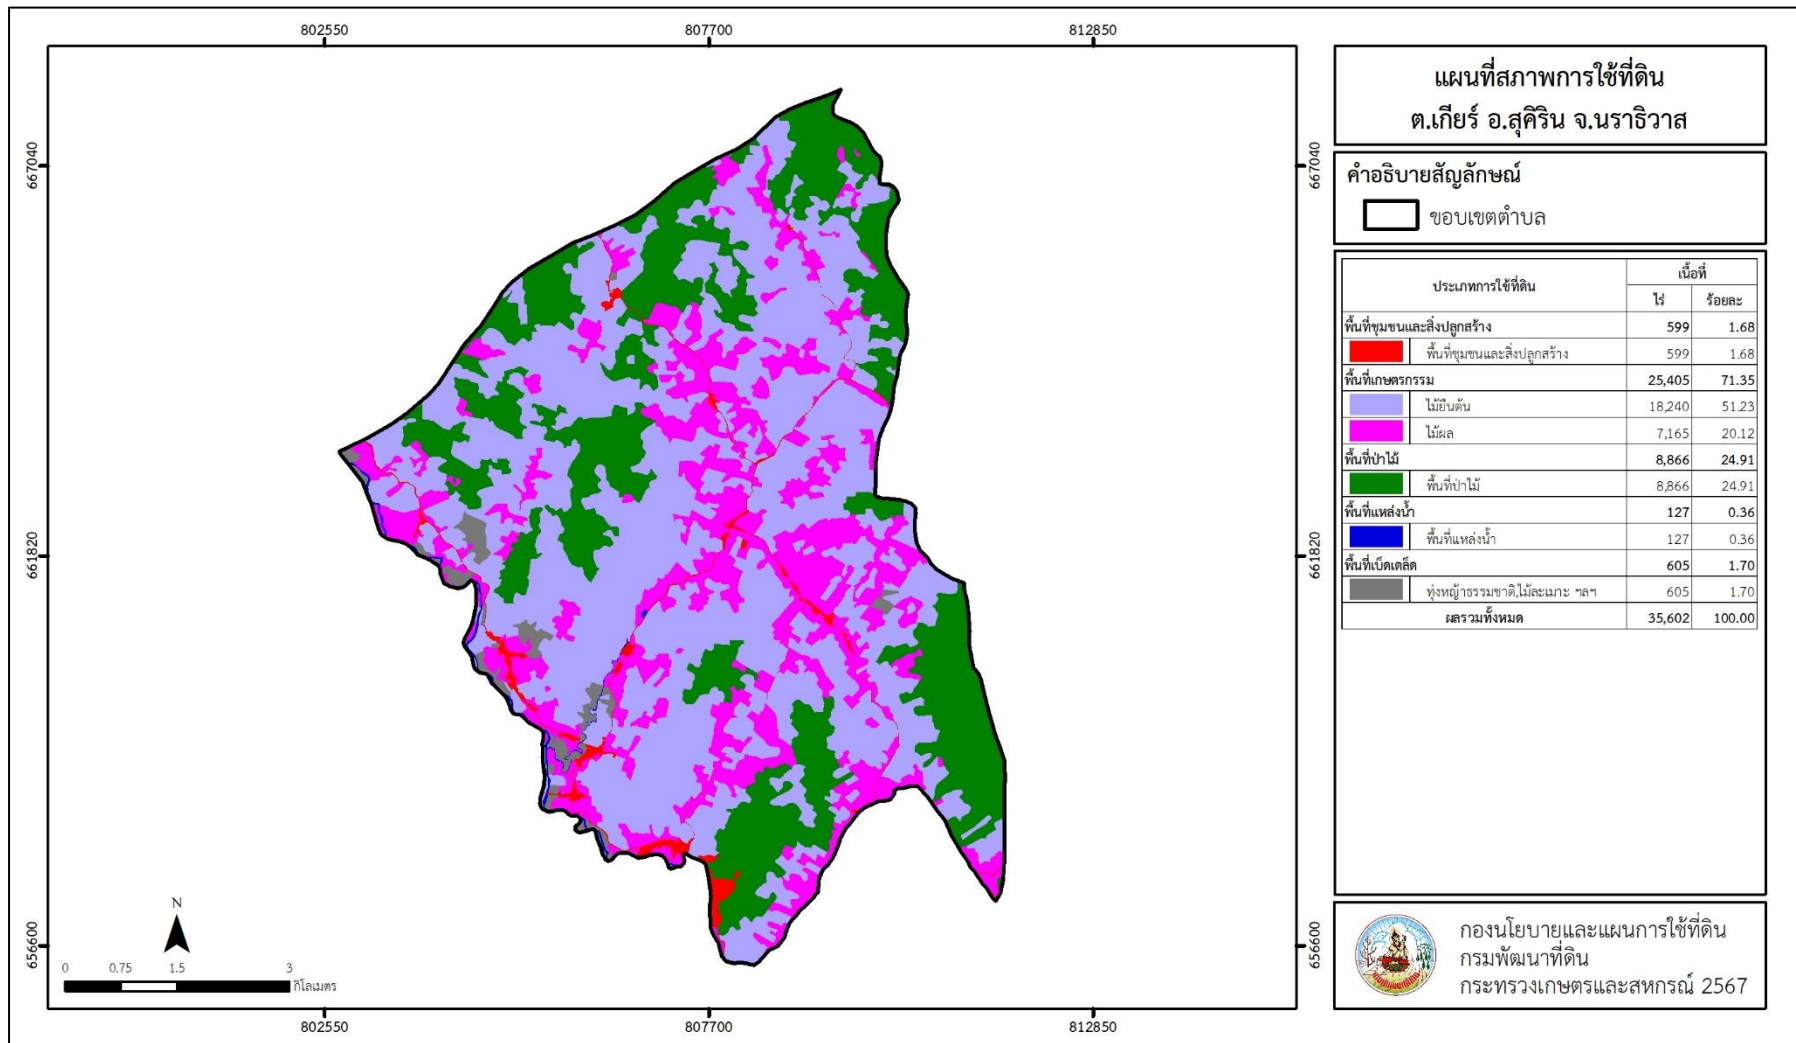 802550
807700
812850
667040
667040
661820
661820
656600
656600
N
0 0.75 1.5 3
กิโลเมตร
802550
807700
812850
แผนที่สภาพการใช้ที่ดิน
ต.เกียร์ อ.สุคิริน จ.นราธิวาส
คำอธิบายสัญลักษณ์
ขอบเขตตำบล
ประเภทการใช้ที่ดิน เนื้อที่
ไร่ ร้อยละ
พื้นที่ชุมชนและสิ่งปลูกสร้าง 599 1.68
พื้นที่ชุมชนและสิ่งปลูกสร้าง 599 1.68
พื้นที่เกษตรกรรม 25,405 71.35
ไม้ยืนต้น 18,240 51.23
ไม้ผล 7,165 20.12
พื้นที่ป่าไม้ 8,866 24.91
พื้นที่ป่าไม้ 8,866 24.91
พื้นที่แหล่งน้ำ 127 0.36
พื้นที่แหล่งน้ำ 127 0.36
พื้นที่เบ็ดเตล็ด 605 1.70
ทุ่งหญ้าธรรมชาติ,ไม้ละเมาะ ฯลฯ 605 1.70
ผลรวมทั้งหมด 35,602 100.00
กองนโยบายและแผนการใช้ที่ดิน
กรมพัฒนาที่ดิน
กระทรวงเกษตรและสหกรณ์ 2567